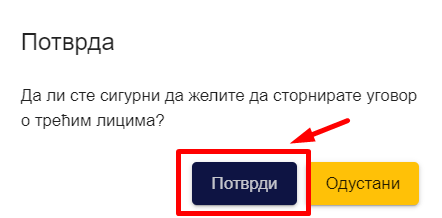 Потврда
Да ли сте сигурни да желите да сторнирате уговор
о трећим лицима?
Потврди
Одустани